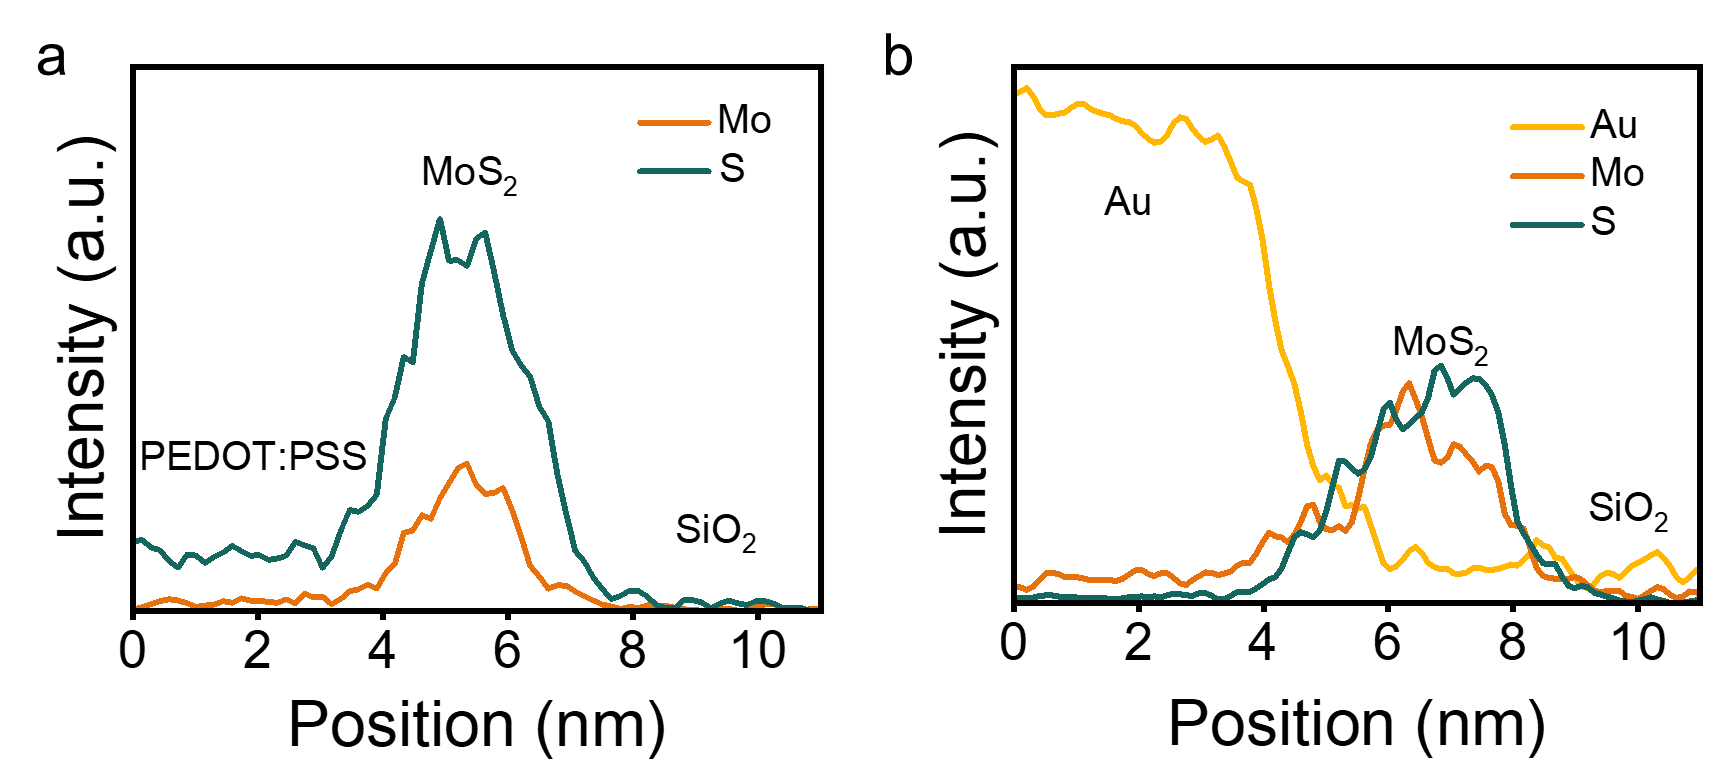 a
Mo
S
MoS2
PEDOT:PSS
SiO2
Intensity (a.u.)
0 2 4 6 8 10
Position (nm)
b
Au
Mo
S
Au
MoS2
SiO2
Intensity (a.u.)
0 2 4 6 8 10
Position (nm)